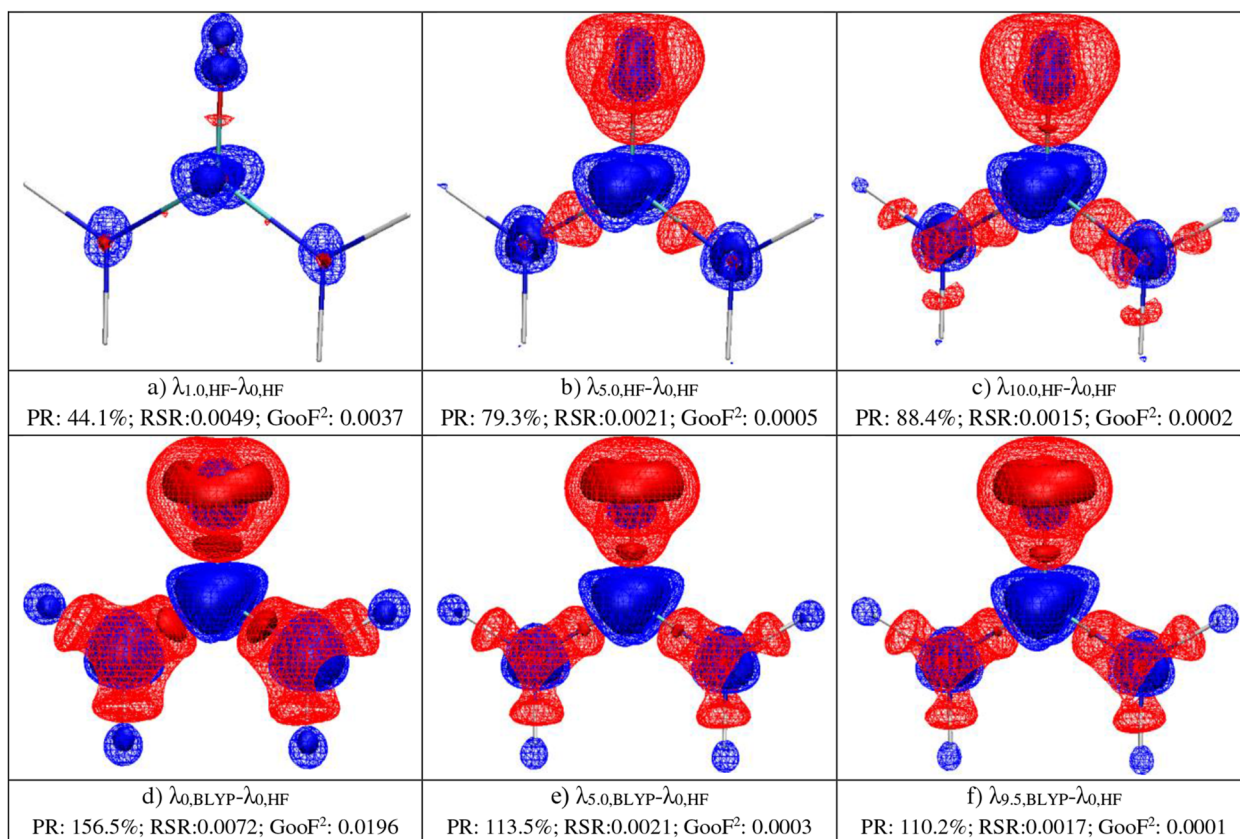 a) λ1.0,HF-λ0,HF
PR: 44.1%; RSR:0.0049; GooF²: 0.0037
b) λ5.0,HF-λ0,HF
PR: 79.3%; RSR:0.0021; GooF²: 0.0005
c) λ10.0,HF-λ0,HF
PR: 88.4%; RSR:0.0015; GooF²: 0.0002
d) λ0,BLYP-λ0,HF
PR: 156.5%; RSR:0.0072; GooF²: 0.0196
e) λ5.0,BLYP-λ0,HF
PR: 113.5%; RSR:0.0021; GooF²: 0.0003
f) λ9.5,BLYP-λ0,HF
PR: 110.2%; RSR:0.0017; GooF²: 0.0001